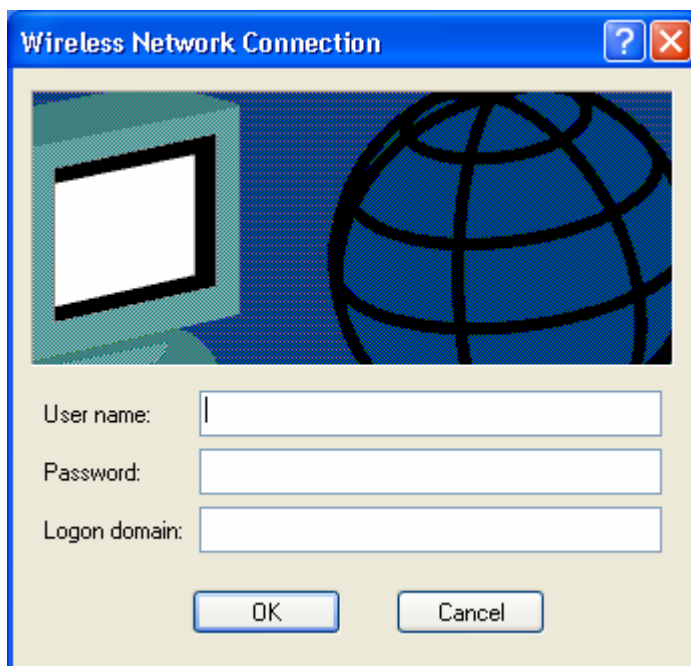 Wireless Network Connection
User name:
Password:
Logon domain:
OK Cancel